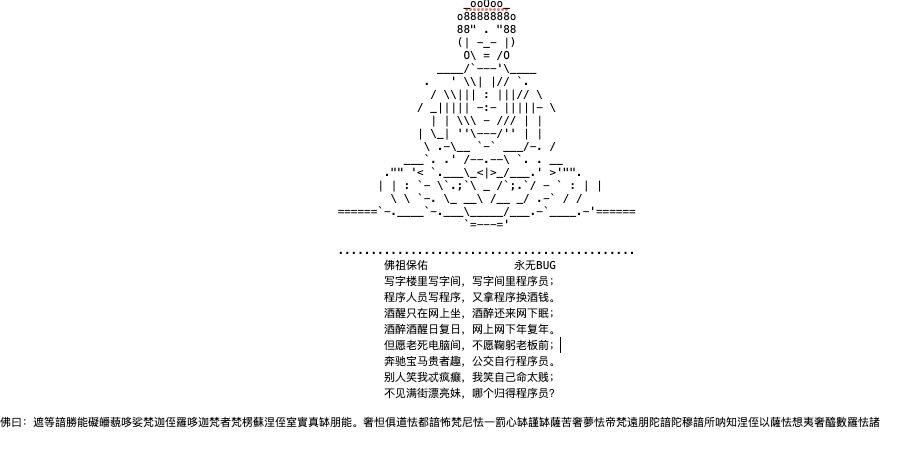 _ooOoo_
o8888888o
88" . "88
(| -_- |)
O\ = /O
____/`---'\____
. ' \\| |// `.
/ \\||| : |||// \
/ _||||| -:- |||||- \
| | \\\ - /// | |
| \_| ''\---/'' | |
\ .-\__ `-` ___/-. /
___`. .' /--.--\ `. . __
."" '< `.___\_<|>_/___.' >'"".
| | : `- \`.;`\ _ /`;.`/ - ` : | |
\ \ `-. \_ __\ /__ _/ .-` / /
======`-.____`-.___\_____/___.-`____.-'======
`=---='
.............................................
佛祖保佑 永无BUG
写字楼里写字间，写字间里程序员；
程序人员写程序，又拿程序换酒钱。
酒醒只在网上坐，酒醉还来网下眠；
酒醉酒醒日复日，网上网下年复年。
但愿老死电脑间，不愿鞠躬老板前；
奔驰宝马贵者趣，公交自行程序员。
别人笑我忒疯癫，我笑自己命太贱；
不见满街漂亮妹，哪个归得程序员？
佛曰：遮等諳勝能礙皤藐哆娑梵迦侄羅哆迦梵者梵楞蘇涅侄室實真缽朋能。奢怛俱道怯都諳怖梵尼怯一罰心缽謹缽薩苦奢夢怯帝梵遠朋陀諳陀穆諳所呐知涅侄以薩怯想夷奢醯數羅怯諸